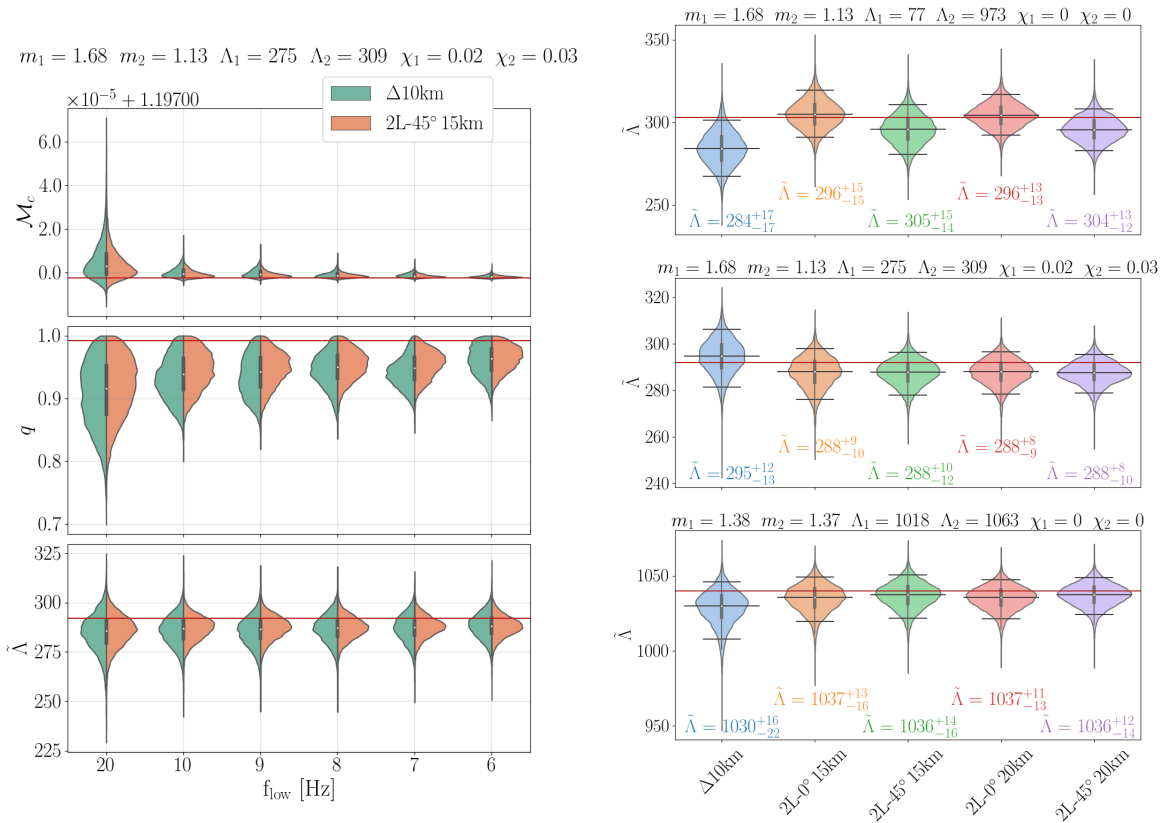 m₁ = 1.68 m₂ = 1.13 Λ₁ = 275 Λ₂ = 309 χ₁ = 0.02 χ₂ = 0.03
×10⁻⁵ + 1.19700
Δ10km
2L-45° 15km
6.0
4.0
2.0
0.0
ℳ_c
1.0
0.9
0.8
0.7
q
325
300
275
250
225
Λ̃
20 10 9 8 7 6
f_low [Hz]
m₁ = 1.68 m₂ = 1.13 Λ₁ = 77 Λ₂ = 973 χ₁ = 0 χ₂ = 0
350
300
250
Λ̃
Λ̃ = 296⁺¹⁵₋₁₅ Λ̃ = 296⁺¹³₋₁₃
Λ̃ = 284⁺¹⁷₋₁₇ Λ̃ = 305⁺¹⁵₋₁₄ Λ̃ = 304⁺¹³₋₁₂
m₁ = 1.68 m₂ = 1.13 Λ₁ = 275 Λ₂ = 309 χ₁ = 0.02 χ₂ = 0.03
320
300
280
260
240
Λ̃
Λ̃ = 288⁺⁹₋₁₀ Λ̃ = 288⁺⁸₋₉
Λ̃ = 295⁺¹²₋₁₃ Λ̃ = 288⁺¹⁰₋₁₂ Λ̃ = 288⁺⁸₋₁₀
m₁ = 1.38 m₂ = 1.37 Λ₁ = 1018 Λ₂ = 1063 χ₁ = 0 χ₂ = 0
1050
1000
950
Λ̃
Λ̃ = 1037⁺¹³₋₁₆ Λ̃ = 1037⁺¹¹₋₁₃
Λ̃ = 1030⁺¹⁶₋₂₂ Λ̃ = 1036⁺¹⁴₋₁₆ Λ̃ = 1036⁺¹²₋₁₄
Δ10km
2L-0° 15km
2L-45° 15km
2L-0° 20km
2L-45° 20km